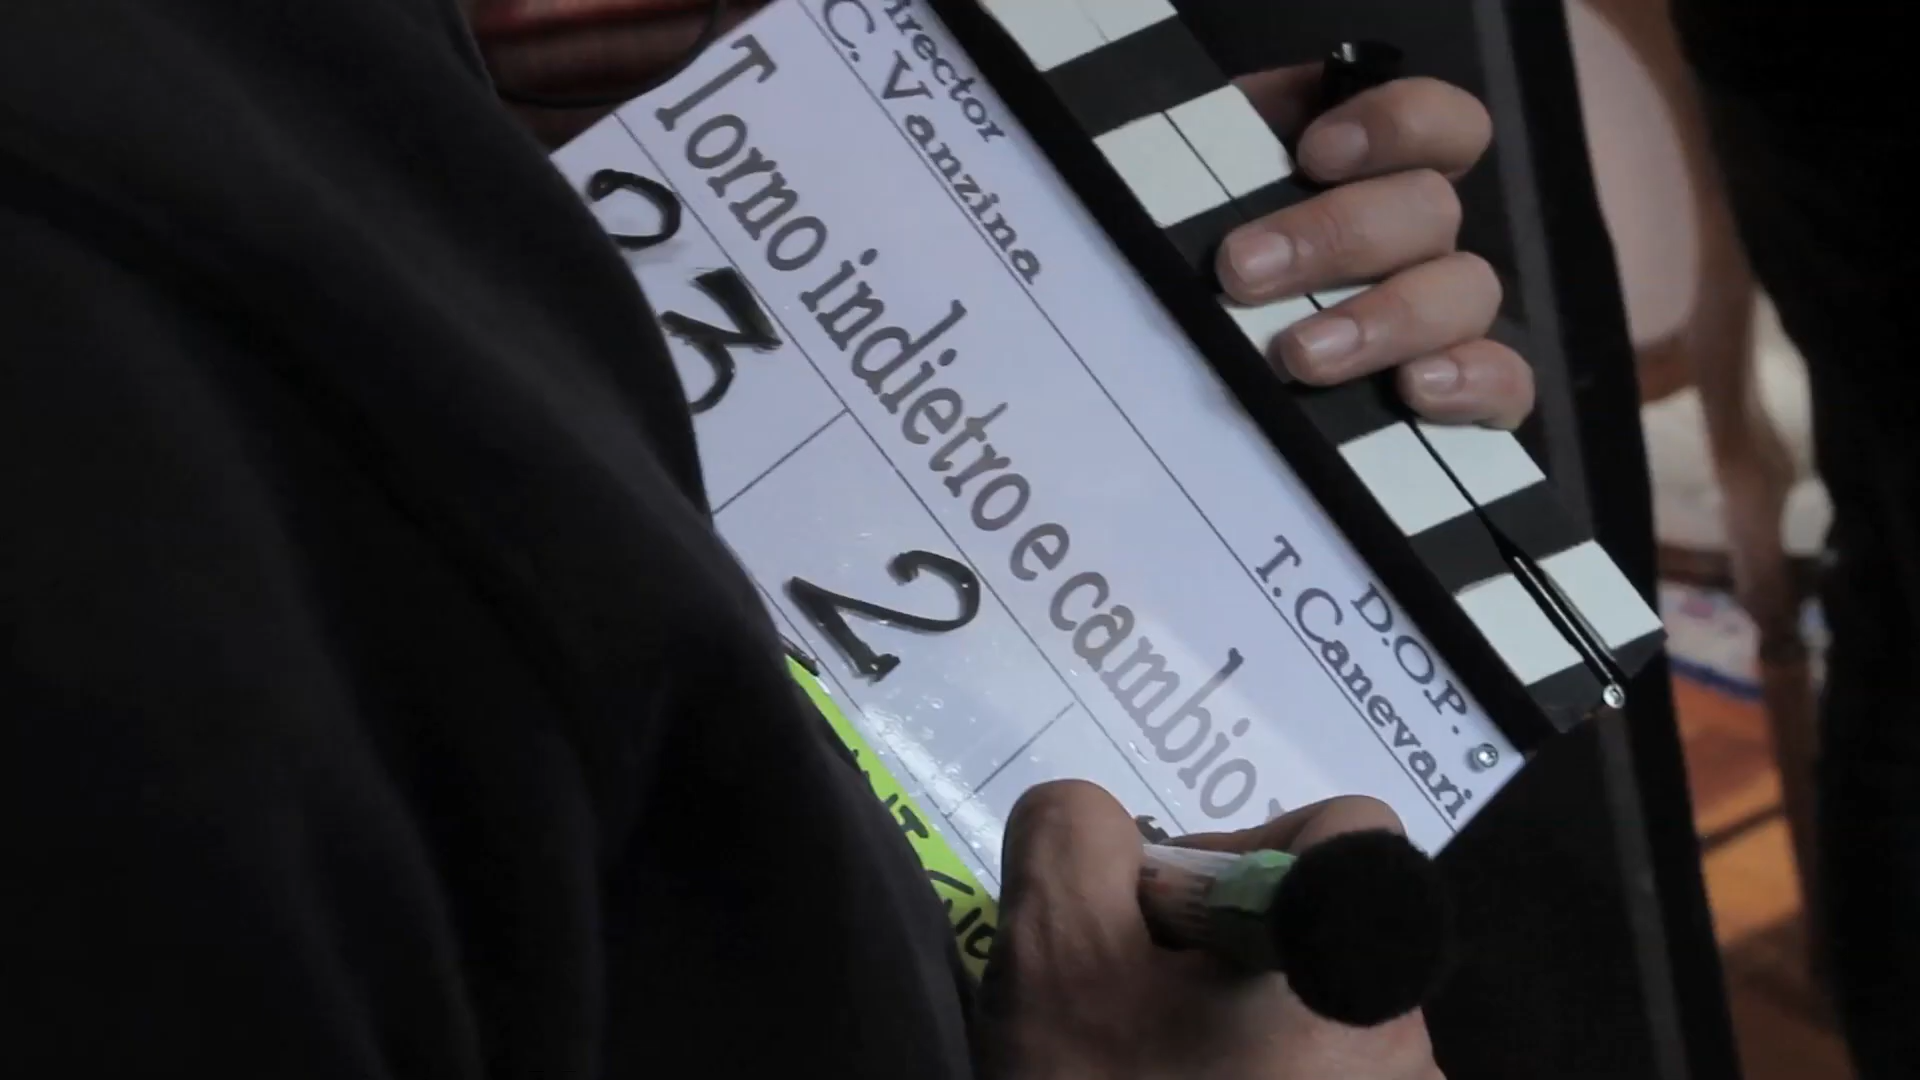 Director
C. Vanzina
D.O.P.
T. Canevari
Torno indietro e cambio
23
2